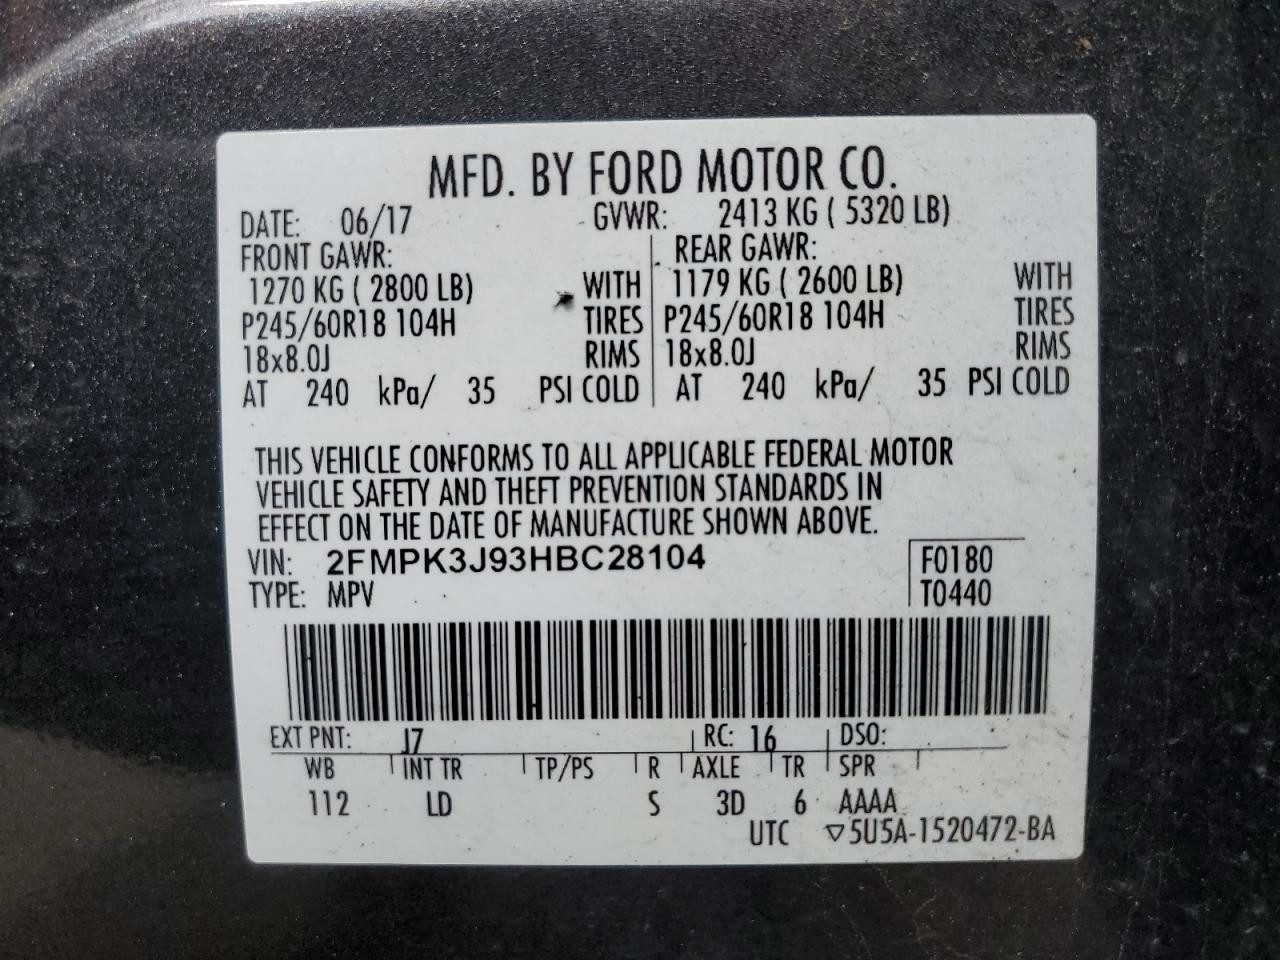 MFD. BY FORD MOTOR CO.
DATE: 06/17 GVWR: 2413 KG ( 5320 LB)
FRONT GAWR: REAR GAWR:
1270 KG ( 2800 LB) WITH 1179 KG ( 2600 LB) WITH
P245/60R18 104H TIRES P245/60R18 104H TIRES
18x8.0J RIMS 18x8.0J RIMS
AT 240 kPa/ 35 PSI COLD AT 240 kPa/ 35 PSI COLD
THIS VEHICLE CONFORMS TO ALL APPLICABLE FEDERAL MOTOR
VEHICLE SAFETY AND THEFT PREVENTION STANDARDS IN
EFFECT ON THE DATE OF MANUFACTURE SHOWN ABOVE.
VIN: 2FMPK3J93HBC28104 F0180
TYPE: MPV T0440
EXT PNT: J7 RC: 16 DSO:
WB INT TR TP/PS R AXLE TR SPR
112 LD S 3D 6 AAAA
UTC ▽5U5A-1520472-BA